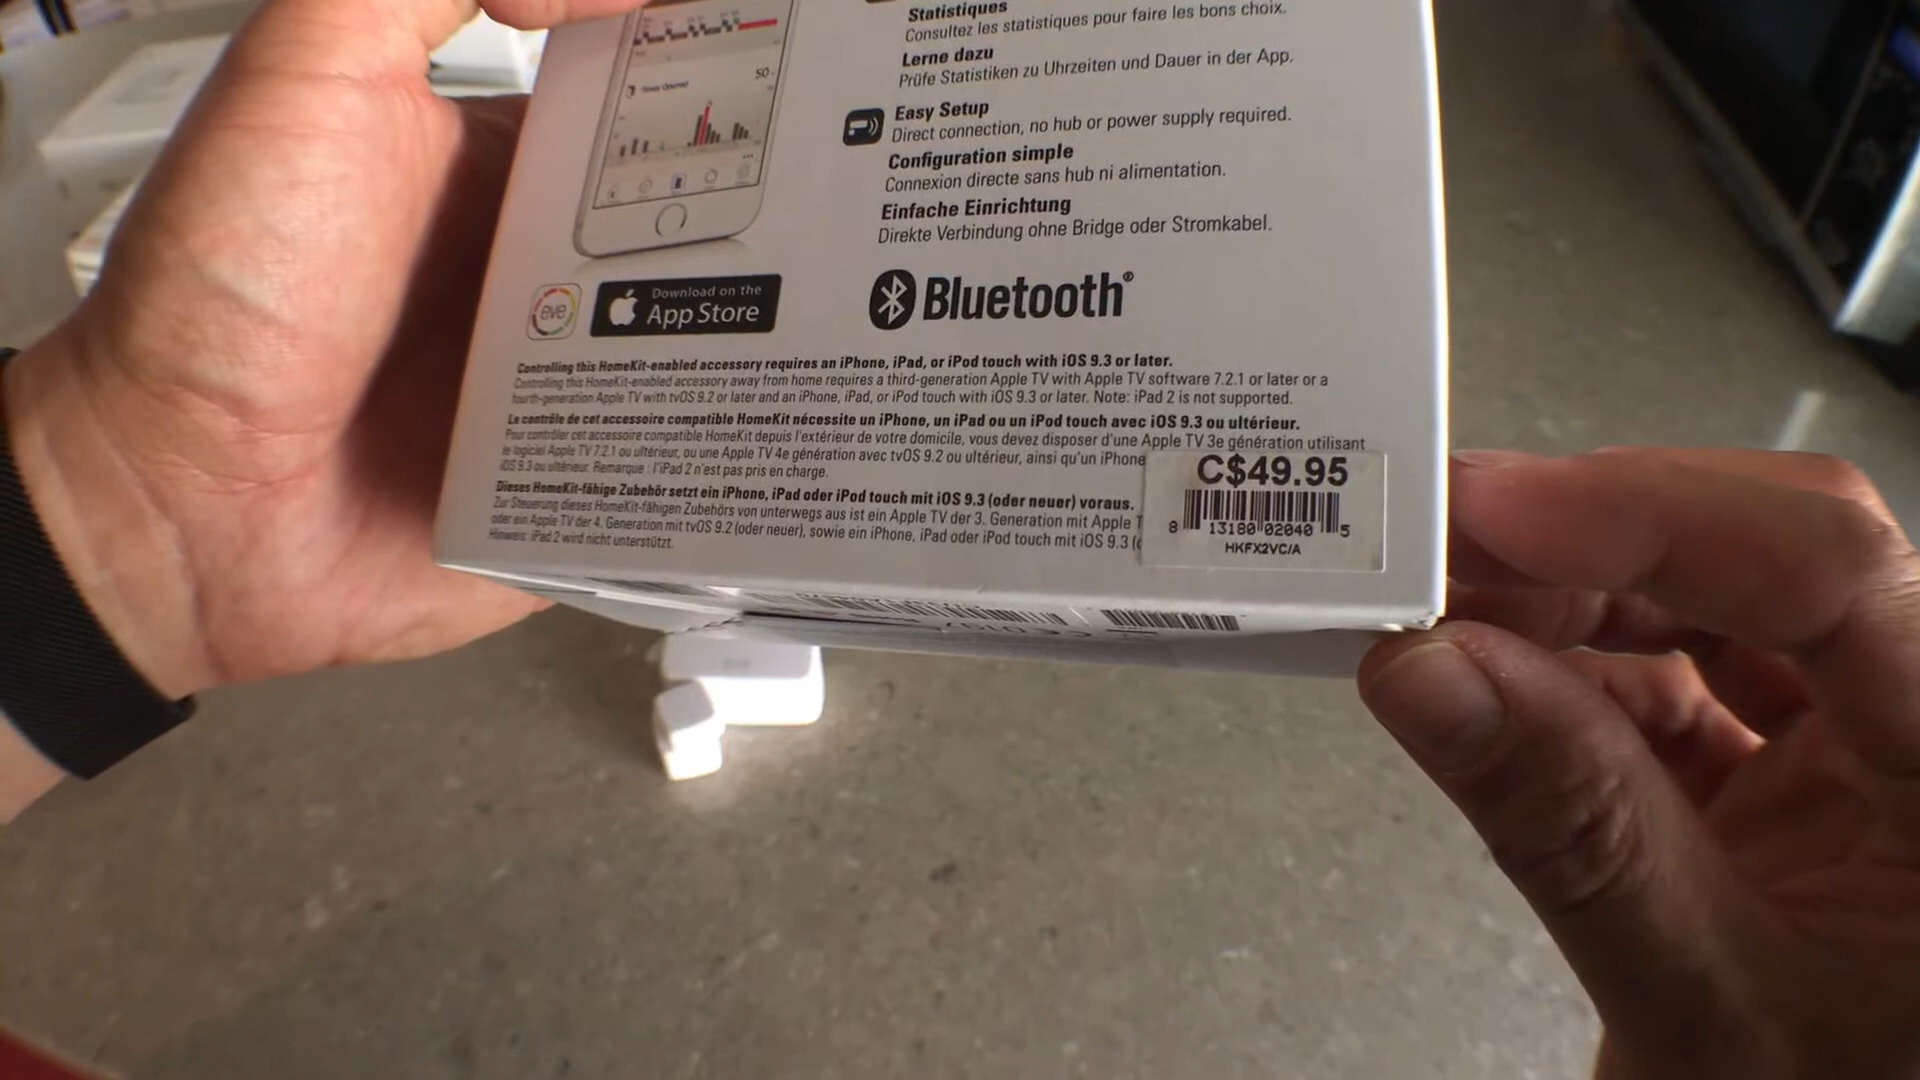 Statistiques
Consultez les statistiques pour faire les bons choix.
Lerne dazu
Prüfe Statistiken zu Uhrzeiten und Dauer in der App.
Easy Setup
Direct connection, no hub or power supply required.
Configuration simple
Connexion directe sans hub ni alimentation.
Einfache Einrichtung
Direkte Verbindung ohne Bridge oder Stromkabel.
50
Times Opened
eve
Download on the
App Store
Bluetooth®
Controlling this HomeKit-enabled accessory requires an iPhone, iPad, or iPod touch with iOS 9.3 or later.
Controlling this HomeKit-enabled accessory away from home requires a third-generation Apple TV with Apple TV software 7.2.1 or later or a
fourth-generation Apple TV with tvOS 9.2 or later and an iPhone, iPad, or iPod touch with iOS 9.3 or later. Note: iPad 2 is not supported.
Le contrôle de cet accessoire compatible HomeKit nécessite un iPhone, un iPad ou un iPod touch avec iOS 9.3 ou ultérieur.
Pour contrôler cet accessoire compatible HomeKit depuis l'extérieur de votre domicile, vous devez disposer d'une Apple TV 3e génération utilisant
le logiciel Apple TV 7.2.1 ou ultérieur, ou une Apple TV 4e génération avec tvOS 9.2 ou ultérieur, ainsi qu'un iPhone
iOS 9.3 ou ultérieur. Remarque : l'iPad 2 n'est pas pris en charge.
Dieses HomeKit-fähige Zubehör setzt ein iPhone, iPad oder iPod touch mit iOS 9.3 (oder neuer) voraus.
Zur Steuerung dieses HomeKit-fähigen Zubehörs von unterwegs aus ist ein Apple TV der 3. Generation mit Apple T
oder ein Apple TV der 4. Generation mit tvOS 9.2 (oder neuer), sowie ein iPhone, iPad oder iPod touch mit iOS 9.3 (o
Hinweis: iPad 2 wird nicht unterstützt.
C$49.95
8 13180 02040 5
HKFX2VC/A